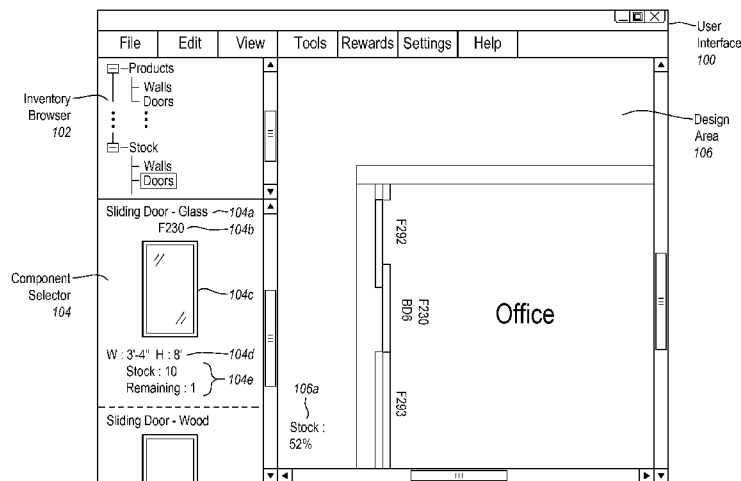 User
Interface
100
File Edit View Tools Rewards Settings Help
Inventory
Browser
102
Products
Walls
Doors
Stock
Walls
Doors
Design
Area
106
Component
Selector
104
Sliding Door - Glass 104a
F230 104b
104c
W : 3'-4" H : 8' 104d
Stock : 10
Remaining : 1
104e
Sliding Door - Wood
106a
Stock :
52%
F292
F230
BD6
F293
Office